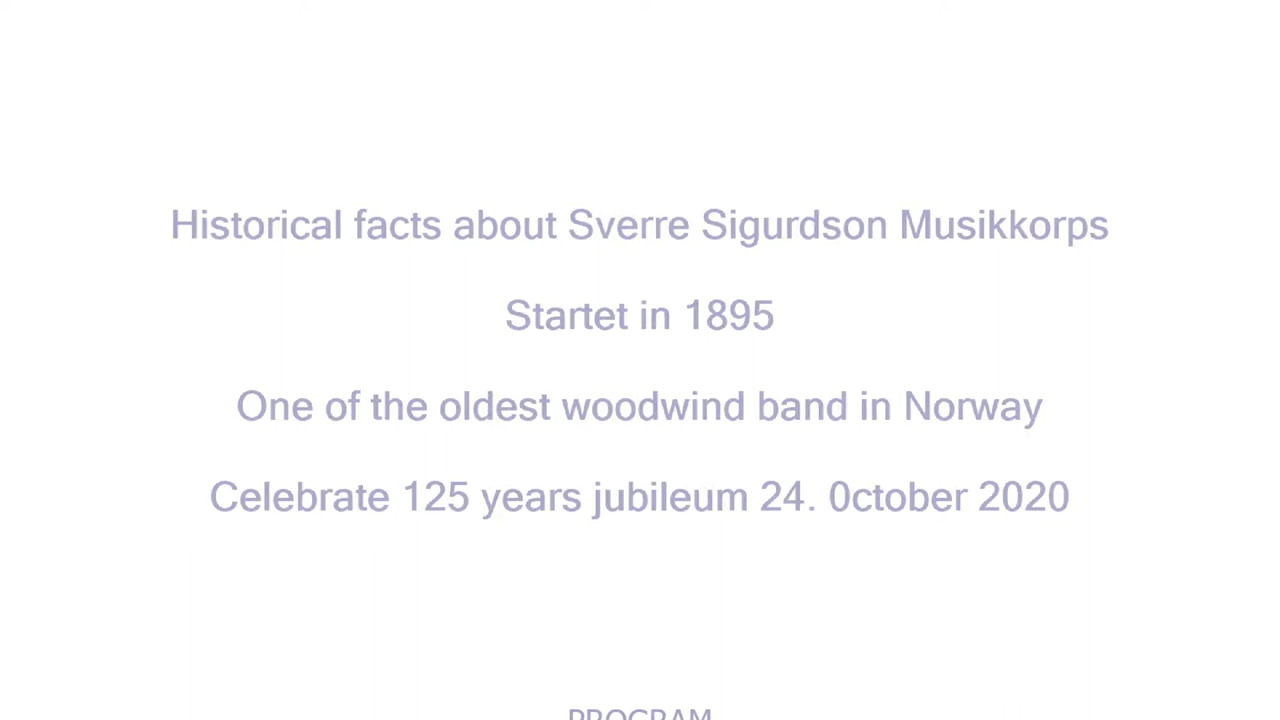 Historical facts about Sverre Sigurdson Musikkorps
Startet in 1895
One of the oldest woodwind band in Norway
Celebrate 125 years jubileum 24. 0ctober 2020
PROGRAM